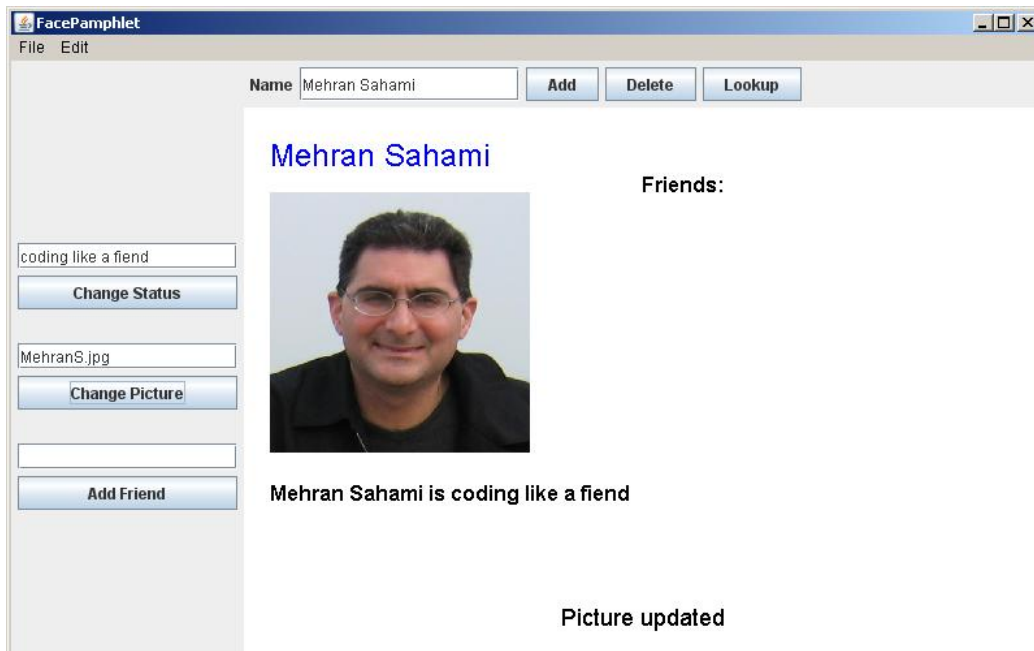 FacePamphlet
File Edit
Name Mehran Sahami Add Delete Lookup
Mehran Sahami
Friends:
coding like a fiend
Change Status
MehranS.jpg
Change Picture
Add Friend
Mehran Sahami is coding like a fiend
Picture updated